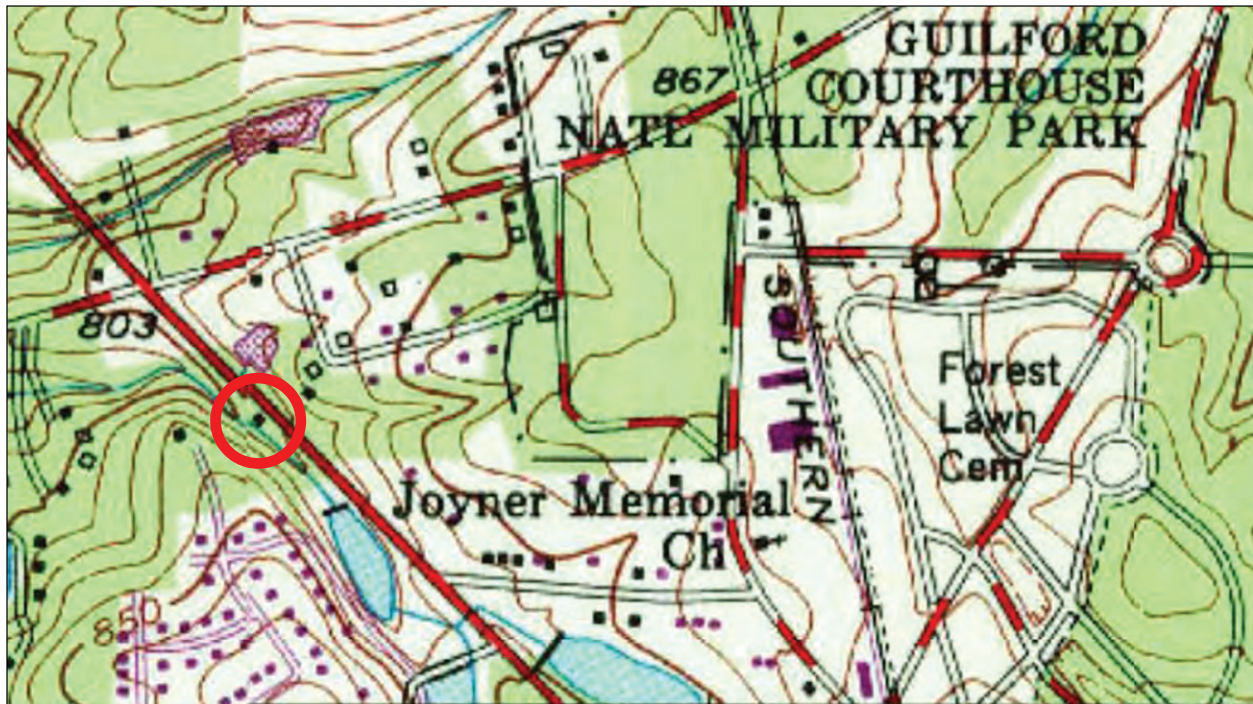 GUILFORD
COURTHOUSE
NATL MILITARY PARK
867
803
SOUTHERN
Forest
Lawn
Cem
Joyner Memorial
Ch
850